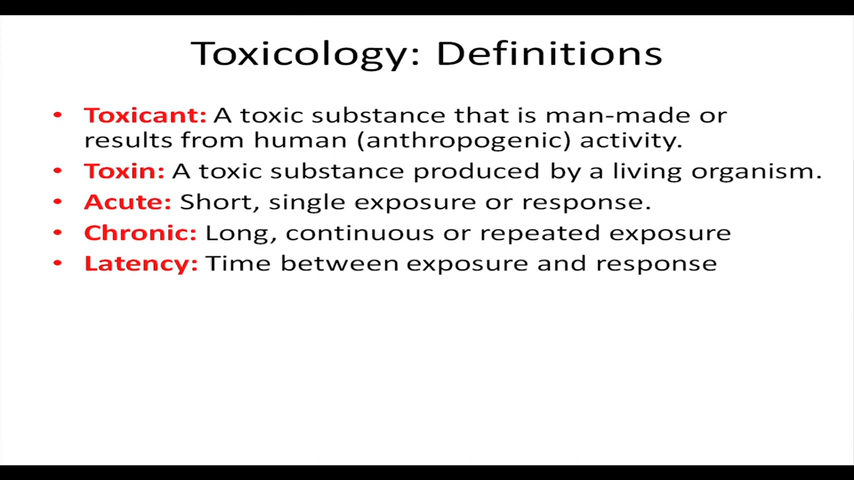 Toxicology: Definitions
• Toxicant: A toxic substance that is man-made or
results from human (anthropogenic) activity.
• Toxin: A toxic substance produced by a living organism.
• Acute: Short, single exposure or response.
• Chronic: Long, continuous or repeated exposure
• Latency: Time between exposure and response